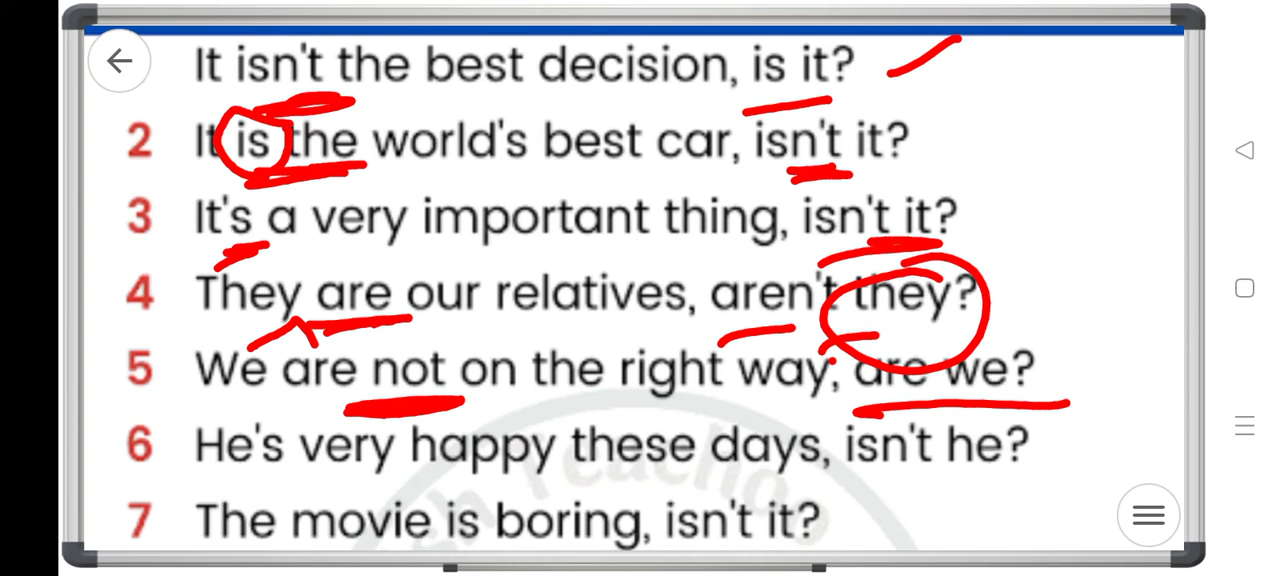 It isn't the best decision, is it?
2 It is the world's best car, isn't it?
3 It's a very important thing, isn't it?
4 They are our relatives, aren't they?
5 We are not on the right way, are we?
6 He's very happy these days, isn't he?
7 The movie is boring, isn't it?